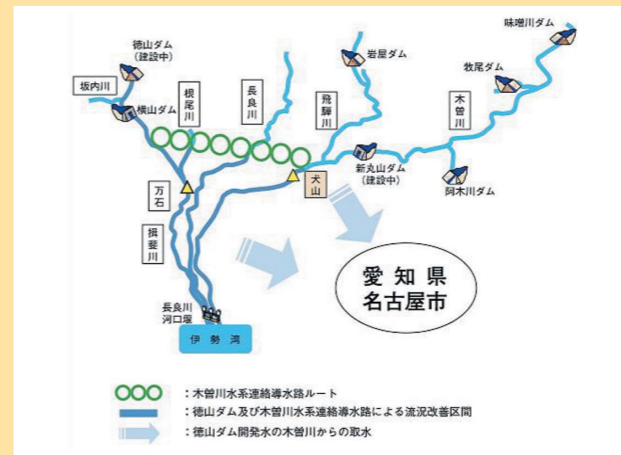 味噌川ダム
徳山ダム
(建設中)
岩屋ダム
牧尾ダム
坂内川
根尾川
長良川
飛騨川
木曽川
横山ダム
新丸山ダム
(建設中)
阿木川ダム
犬山
万石
揖斐川
愛知県
名古屋市
長良川
河口堰
伊勢湾
:木曽川水系連絡導水路ルート
:徳山ダム及び木曽川水系連絡導水路による流況改善区間
:徳山ダム開発水の木曽川からの取水